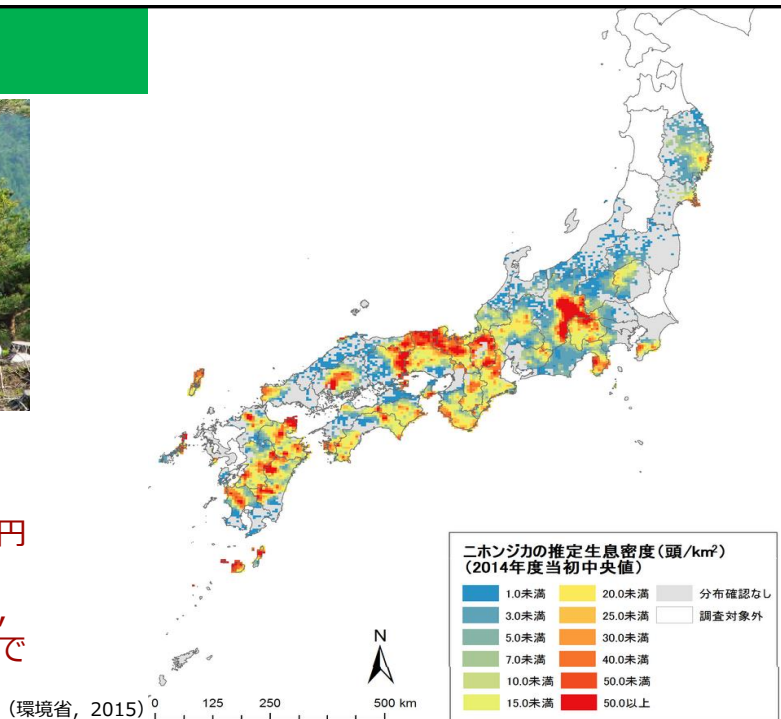 円
,
で
(環境省, 2015)
N
0 125 250 500 km
ニホンジカの推定生息密度(頭/km²)
(2014年度当初中央値)
1.0未満 20.0未満 分布確認なし
3.0未満 25.0未満 調査対象外
5.0未満 30.0未満
7.0未満 40.0未満
10.0未満 50.0未満
15.0未満 50.0以上